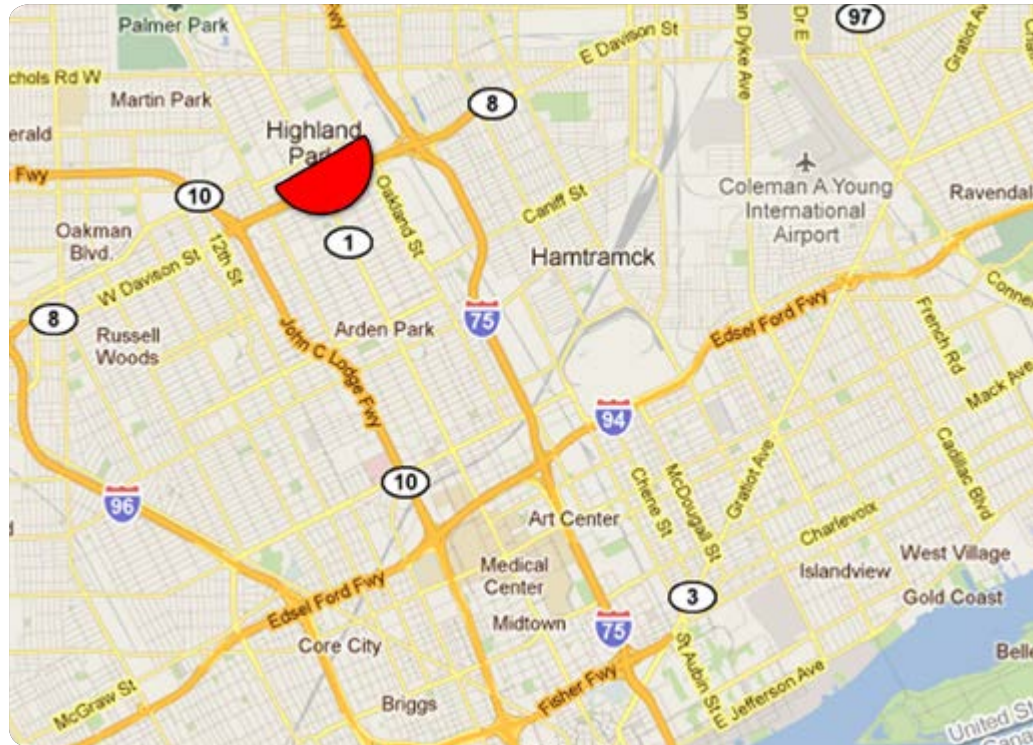 Palmer Park
97
Dr E
Dyke Ave
Gratiot Av
E Davison St
chols Rd W
Martin Park
8
Highland
erald
Fwy
10
Coleman A Young
International
Airport
Ravendal
Oakland St
Caniff St
Oakman
Blvd.
12th St
1
Hamtramck
W Davison St
Conne
8
Russell
Woods
Arden Park
75
Edsel Ford Fwy
French Rd
John C Lodge Fwy
Mack Ave
94
10
96
Cadillac Blvd
Chene St
McDougall St
Gratiot Ave
Art Center
Charlevoix
Medical
Center
West Village
Islandview
Gold Coast
Edsel Ford Fwy
3
Midtown
75
Core City
St Aubin St
Belle
Fisher Fwy
E Jefferson Ave
McGraw St
Briggs
United St